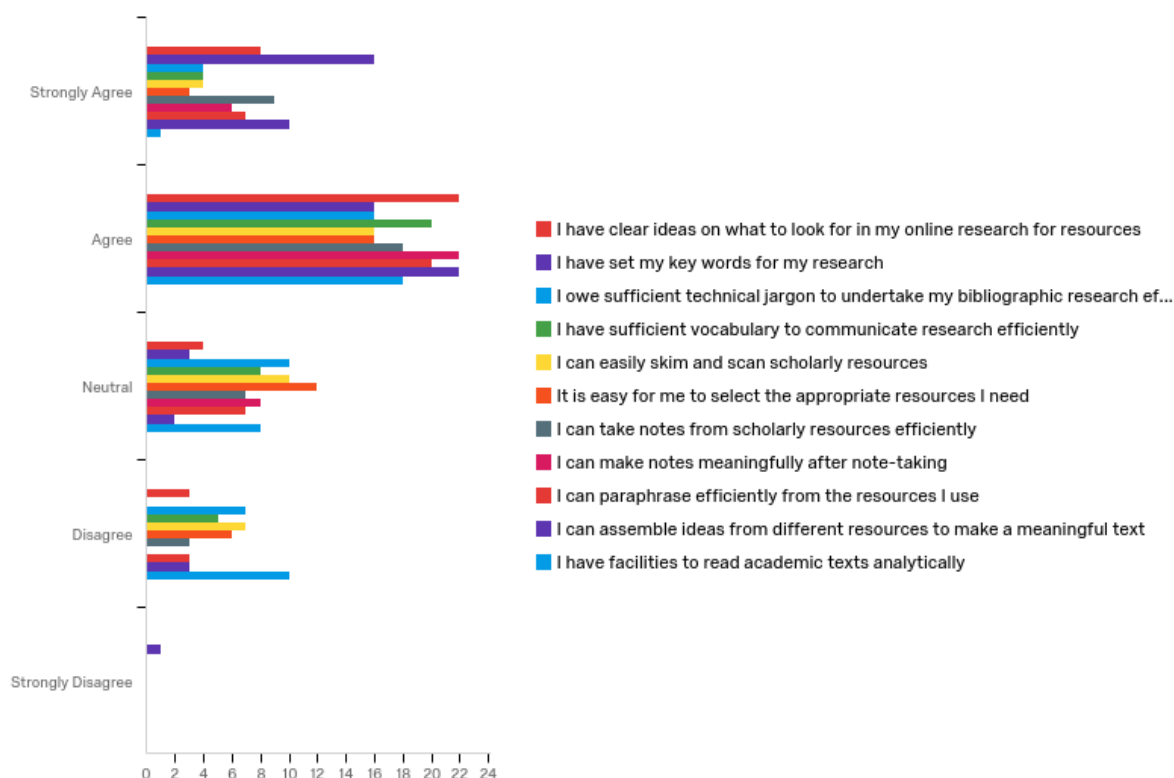 Strongly Agree
Agree
Neutral
Disagree
Strongly Disagree
0 2 4 6 8 10 12 14 16 18 20 22 24
I have clear ideas on what to look for in my online research for resources
I have set my key words for my research
I owe sufficient technical jargon to undertake my bibliographic research ef...
I have sufficient vocabulary to communicate research efficiently
I can easily skim and scan scholarly resources
It is easy for me to select the appropriate resources I need
I can take notes from scholarly resources efficiently
I can make notes meaningfully after note-taking
I can paraphrase efficiently from the resources I use
I can assemble ideas from different resources to make a meaningful text
I have facilities to read academic texts analytically